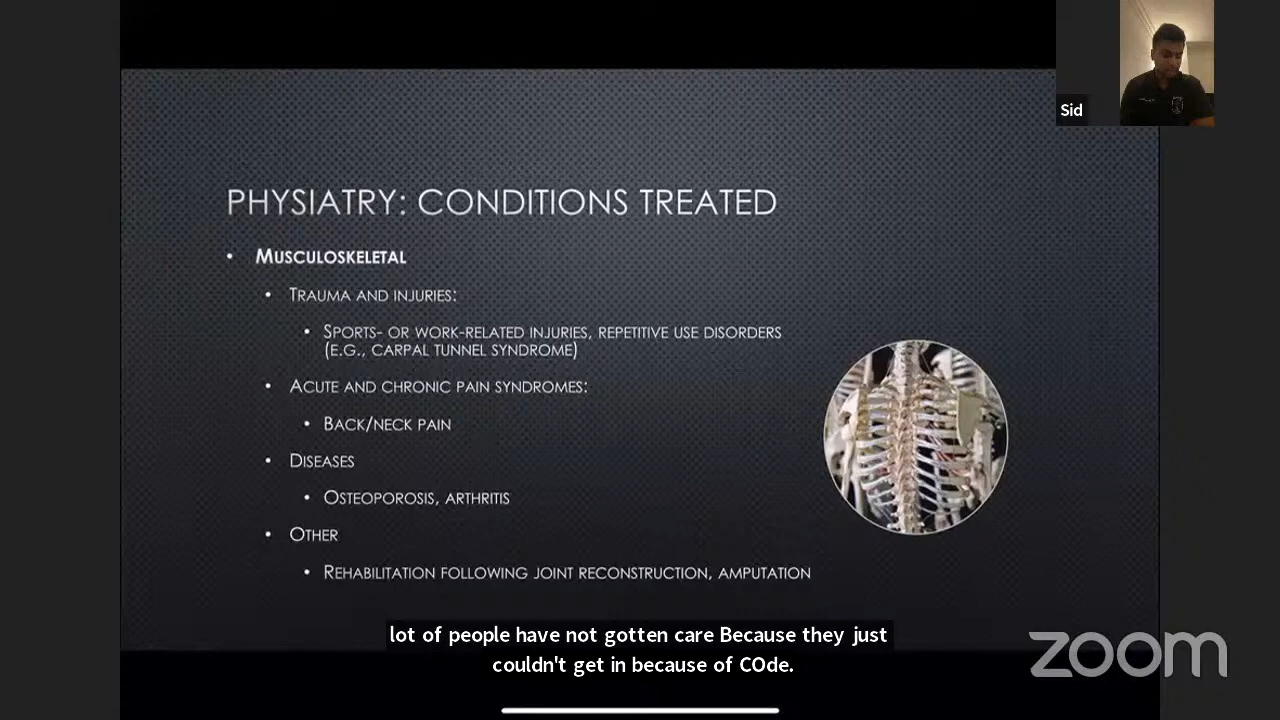 Sid
PHYSIATRY: CONDITIONS TREATED
• MUSCULOSKELETAL
• TRAUMA AND INJURIES:
• SPORTS- OR WORK-RELATED INJURIES, REPETITIVE USE DISORDERS
(E.G., CARPAL TUNNEL SYNDROME)
• ACUTE AND CHRONIC PAIN SYNDROMES:
• BACK/NECK PAIN
• DISEASES
• OSTEOPOROSIS, ARTHRITIS
• OTHER
• REHABILITATION FOLLOWING JOINT RECONSTRUCTION, AMPUTATION
lot of people have not gotten care Because they just
couldn't get in because of COde.
zoom